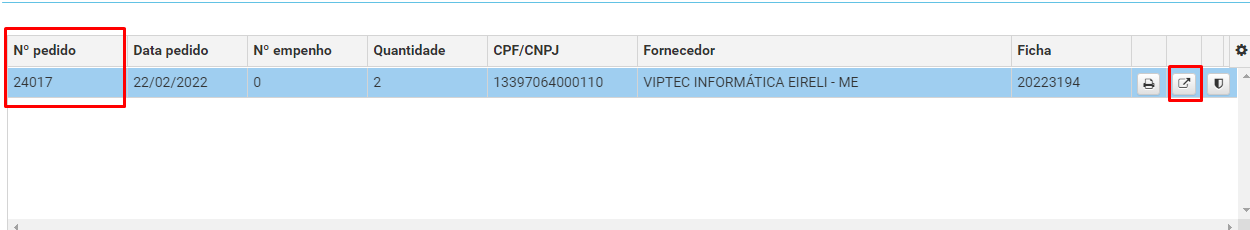 Nº pedido Data pedido Nº empenho Quantidade CPF/CNPJ Fornecedor Ficha
24017 22/02/2022 0 2 13397064000110 VIPTEC INFORMÁTICA EIRELI - ME 20223194